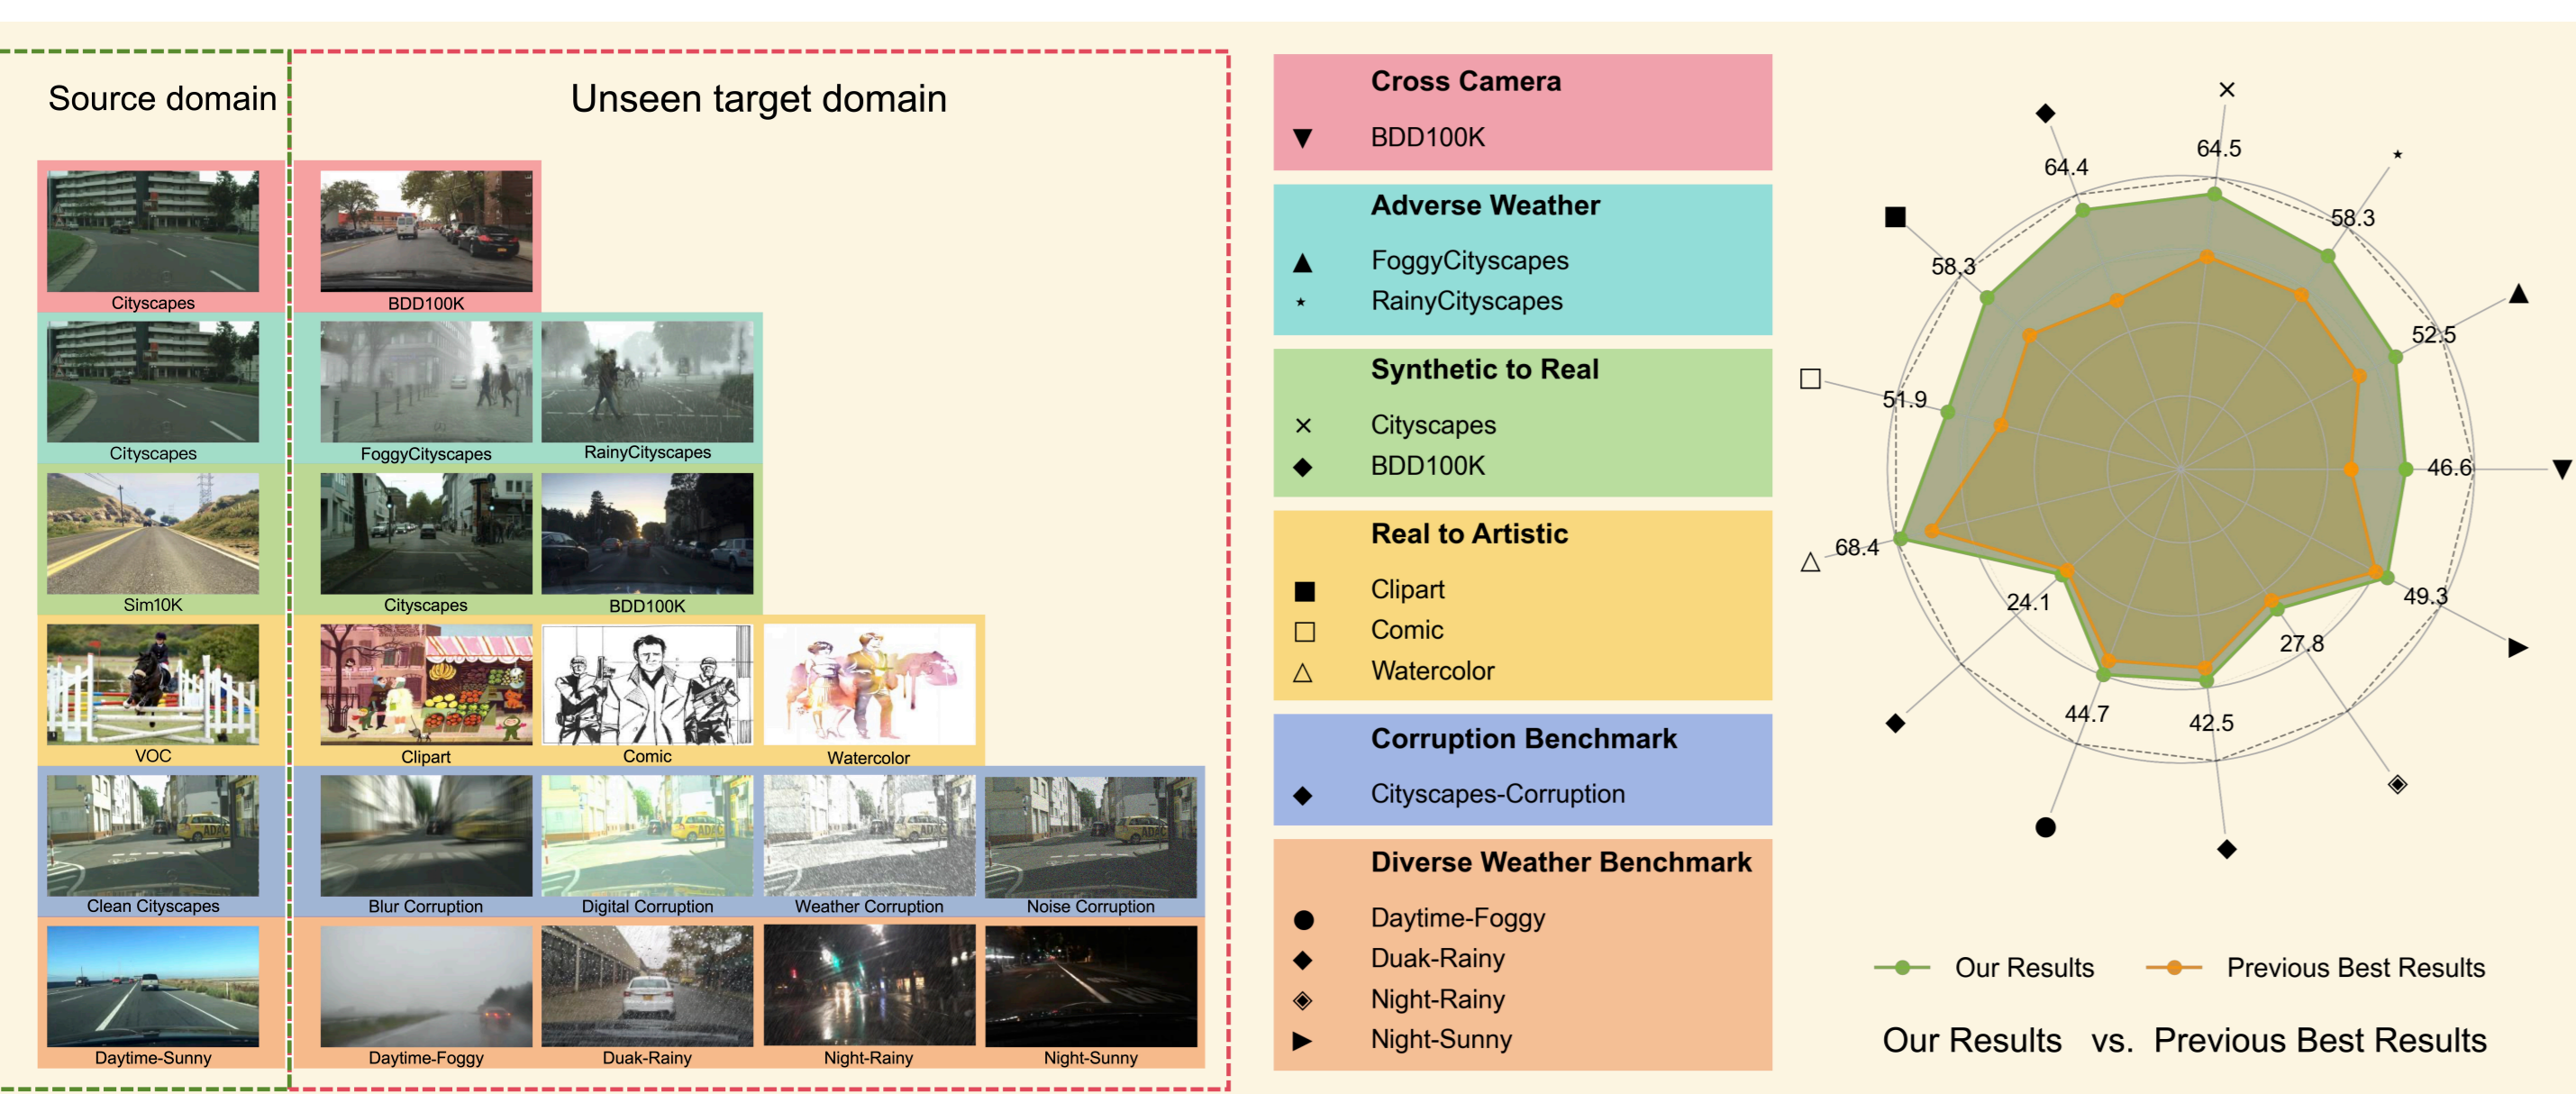 Source domain
Unseen target domain
Cityscapes
BDD100K
Cityscapes
FoggyCityscapes
RainyCityscapes
Sim10K
Cityscapes
BDD100K
VOC
Clipart
Comic
Watercolor
Clean Cityscapes
Blur Corruption
Digital Corruption
Weather Corruption
Noise Corruption
ADAC
ADAC
ADAC
ADAC
Daytime-Sunny
Daytime-Foggy
Duak-Rainy
Night-Rainy
Night-Sunny
Cross Camera
▼ BDD100K
Adverse Weather
▲ FoggyCityscapes
★ RainyCityscapes
Synthetic to Real
× Cityscapes
◆ BDD100K
Real to Artistic
■ Clipart
□ Comic
△ Watercolor
Corruption Benchmark
◆ Cityscapes-Corruption
Diverse Weather Benchmark
● Daytime-Foggy
◆ Duak-Rainy
◈ Night-Rainy
▶ Night-Sunny
64.5
64.4
58.3
58.3
52.5
51.9
46.6
68.4
49.3
24.1
27.8
44.7
42.5
Our Results
Previous Best Results
Our Results vs. Previous Best Results